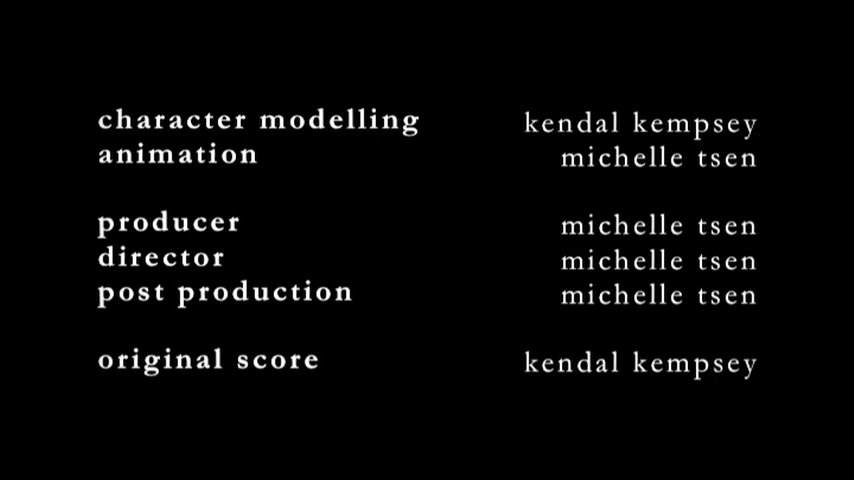 character modelling kendal kempsey
animation michelle tsen
producer michelle tsen
director michelle tsen
post production michelle tsen
original score kendal kempsey